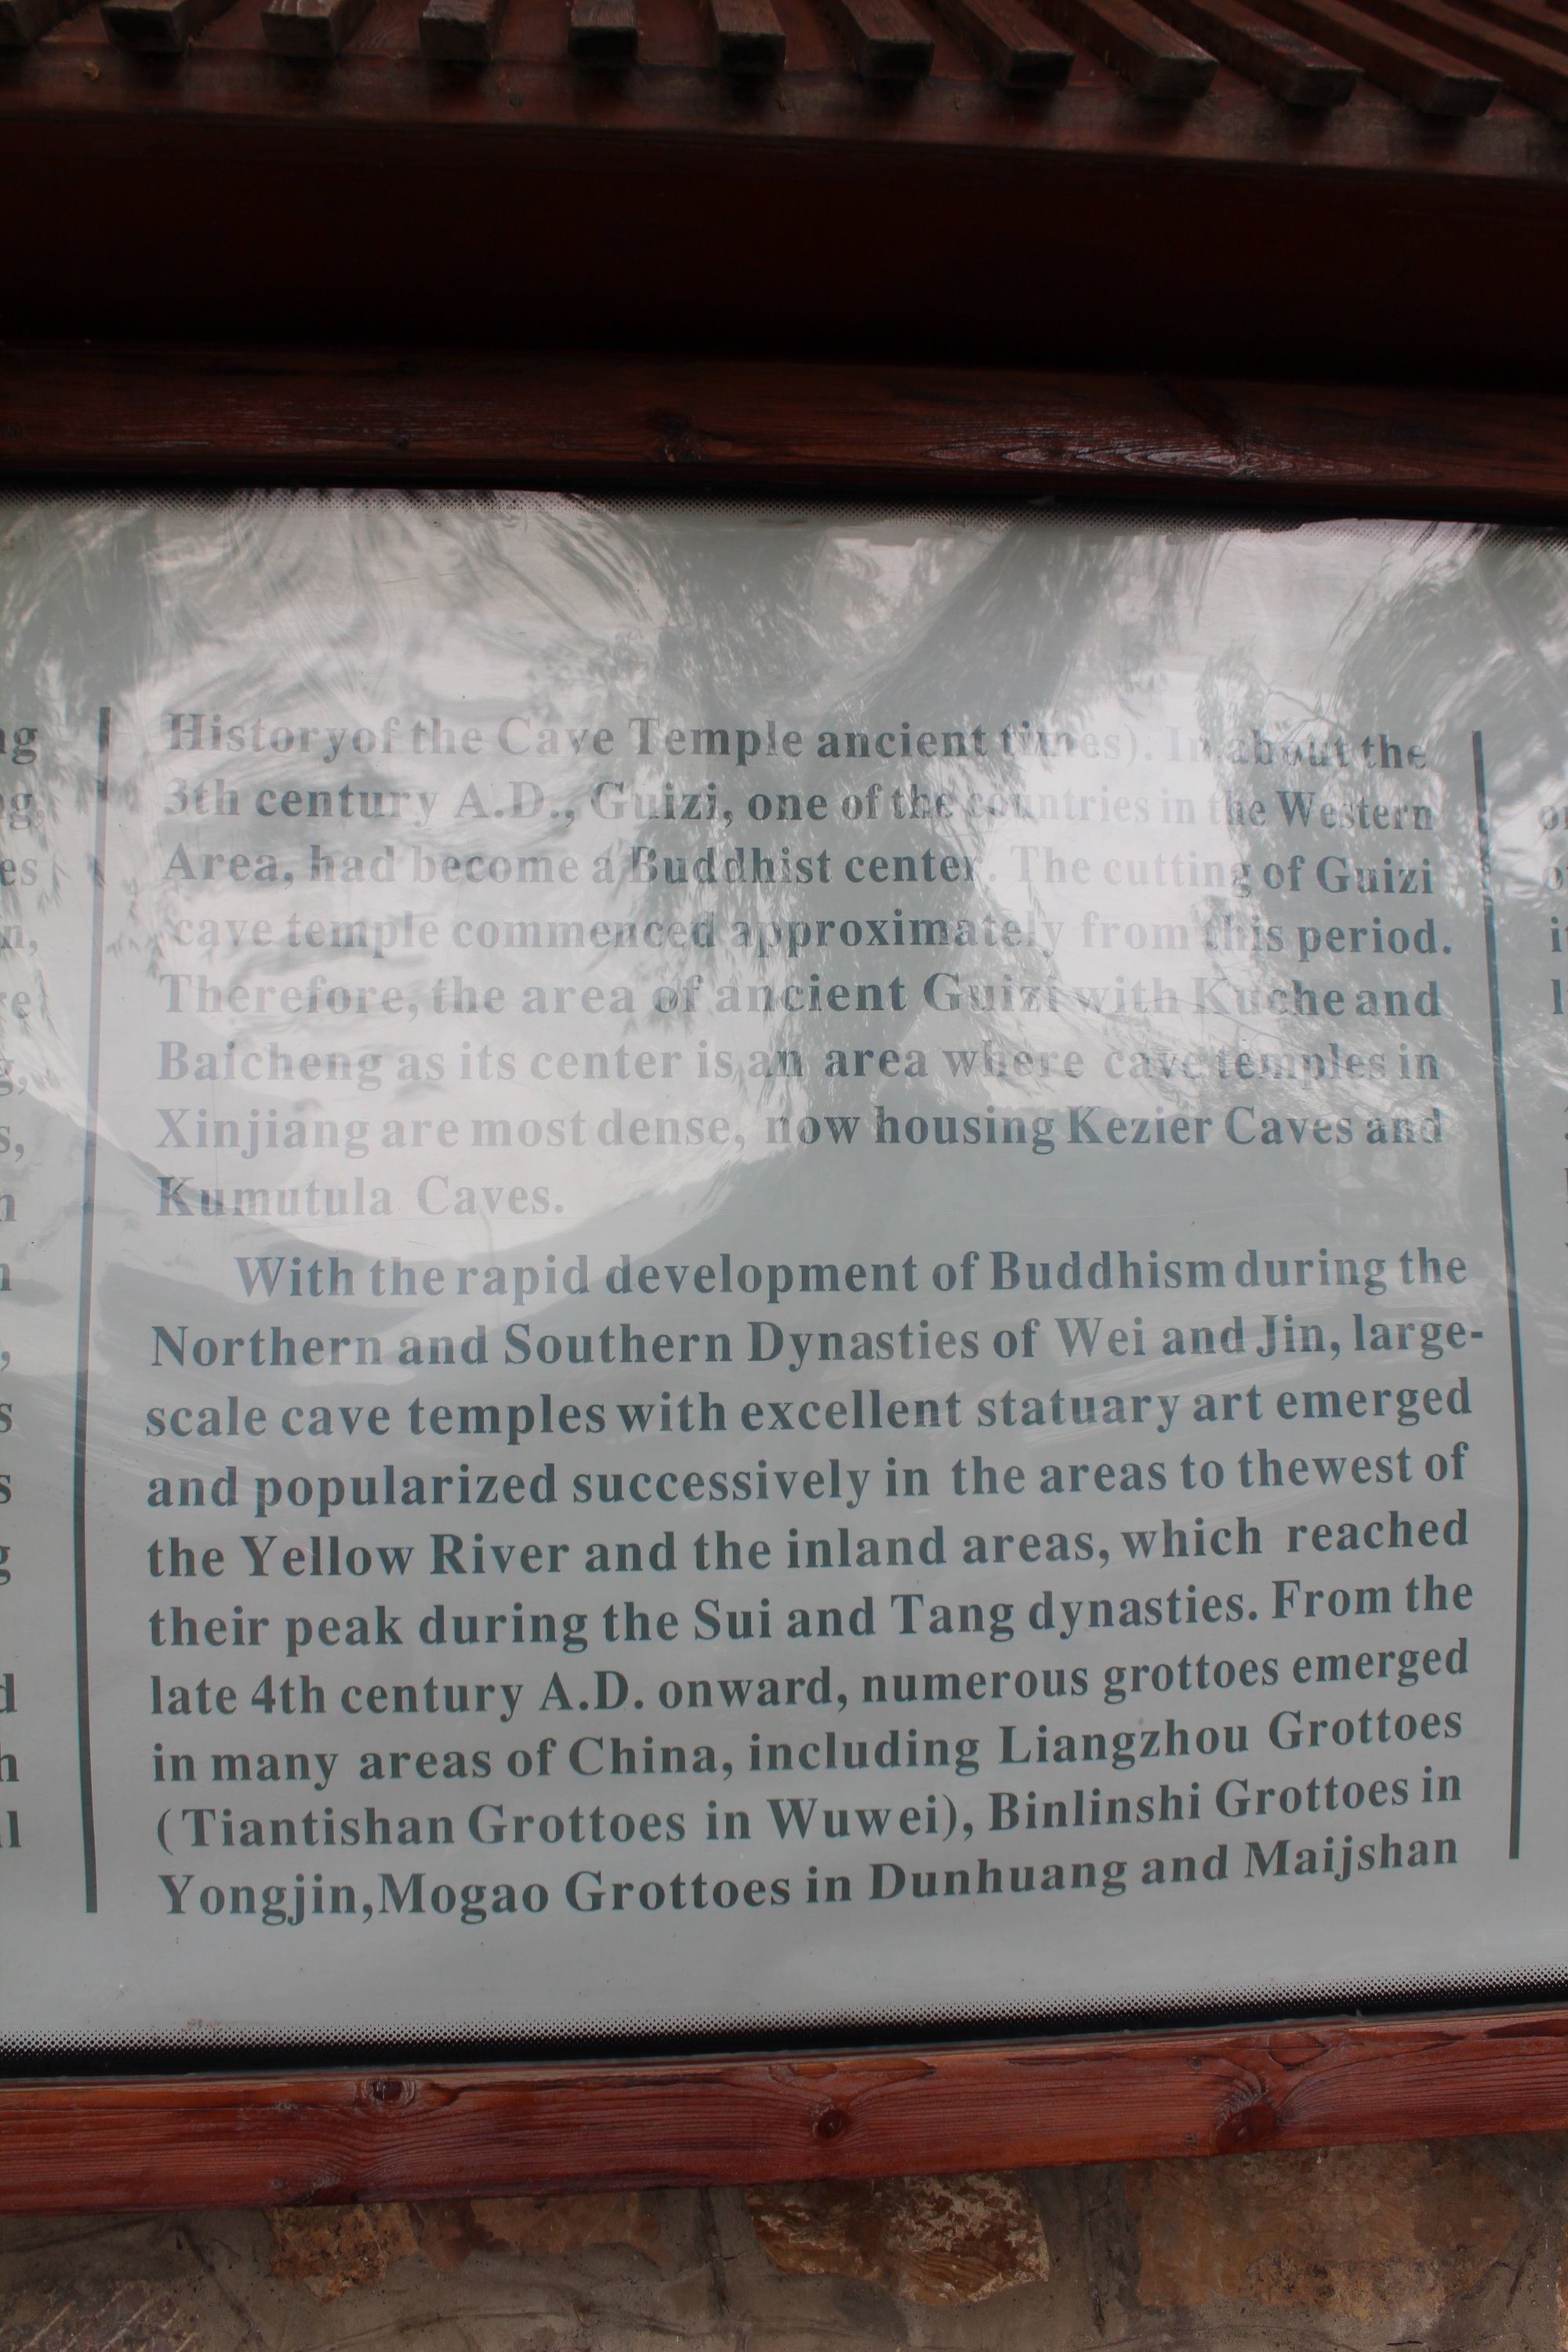 Historyof the Cave Temple ancient times). In about the
3th century A.D., Guizi, one of the countries in the Western
Area, had become a Buddhist center. The cutting of Guizi
cave temple commenced approximately from this period.
Therefore, the area of ancient Guizi with Kuche and
Baicheng as its center is an area where cave temples in
Xinjiang are most dense, now housing Kezier Caves and
Kumutula Caves.
With the rapid development of Buddhism during the
Northern and Southern Dynasties of Wei and Jin, large-
scale cave temples with excellent statuary art emerged
and popularized successively in the areas to thewest of
the Yellow River and the inland areas, which reached
their peak during the Sui and Tang dynasties. From the
late 4th century A.D. onward, numerous grottoes emerged
in many areas of China, including Liangzhou Grottoes
(Tiantishan Grottoes in Wuwei), Binlinshi Grottoes in
Yongjin,Mogao Grottoes in Dunhuang and Maijshan